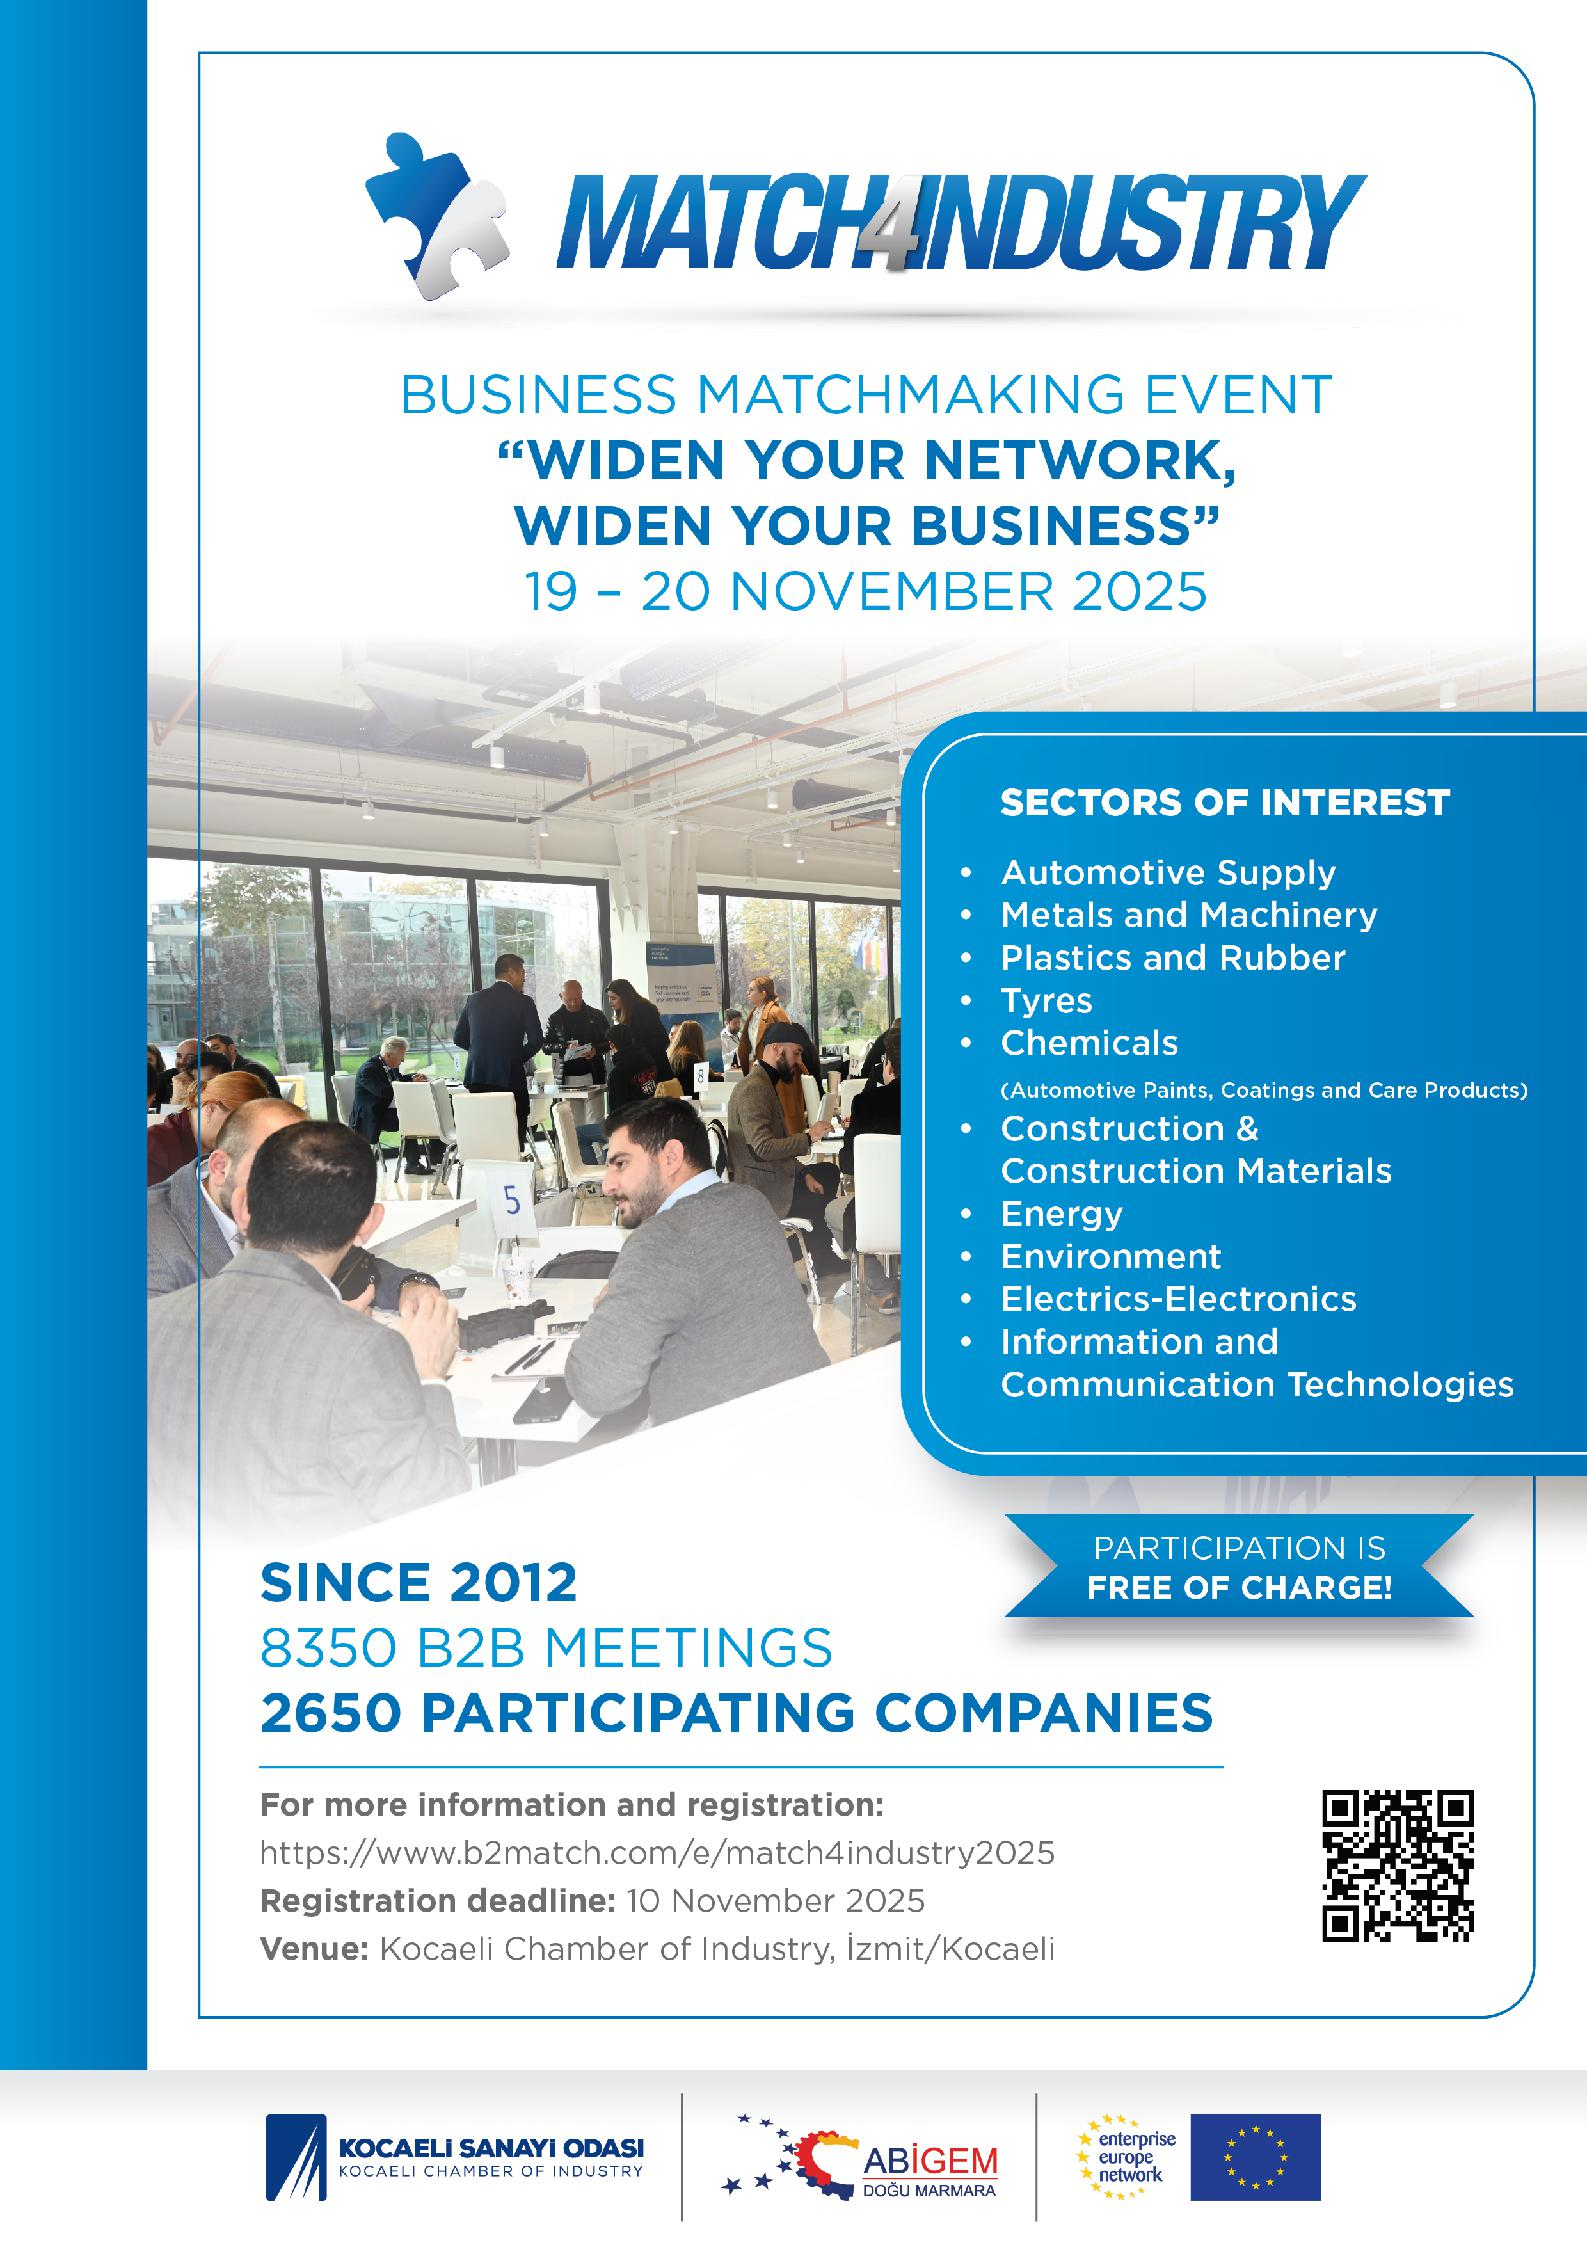 MATCH4INDUSTRY
BUSINESS MATCHMAKING EVENT
“WIDEN YOUR NETWORK,
WIDEN YOUR BUSINESS”
19 – 20 NOVEMBER 2025
SECTORS OF INTEREST
• Automotive Supply
• Metals and Machinery
• Plastics and Rubber
• Tyres
• Chemicals
(Automotive Paints, Coatings and Care Products)
• Construction &
Construction Materials
• Energy
• Environment
• Electrics-Electronics
• Information and
Communication Technologies
8
5
PARTICIPATION IS
FREE OF CHARGE!
SINCE 2012
8350 B2B MEETINGS
2650 PARTICIPATING COMPANIES
For more information and registration:
https://www.b2match.com/e/match4industry2025
Registration deadline: 10 November 2025
Venue: Kocaeli Chamber of Industry, İzmit/Kocaeli
KOCAELİ SANAYİ ODASI
KOCAELI CHAMBER OF INDUSTRY
ABİGEM
DOĞU MARMARA
enterprise
europe
network